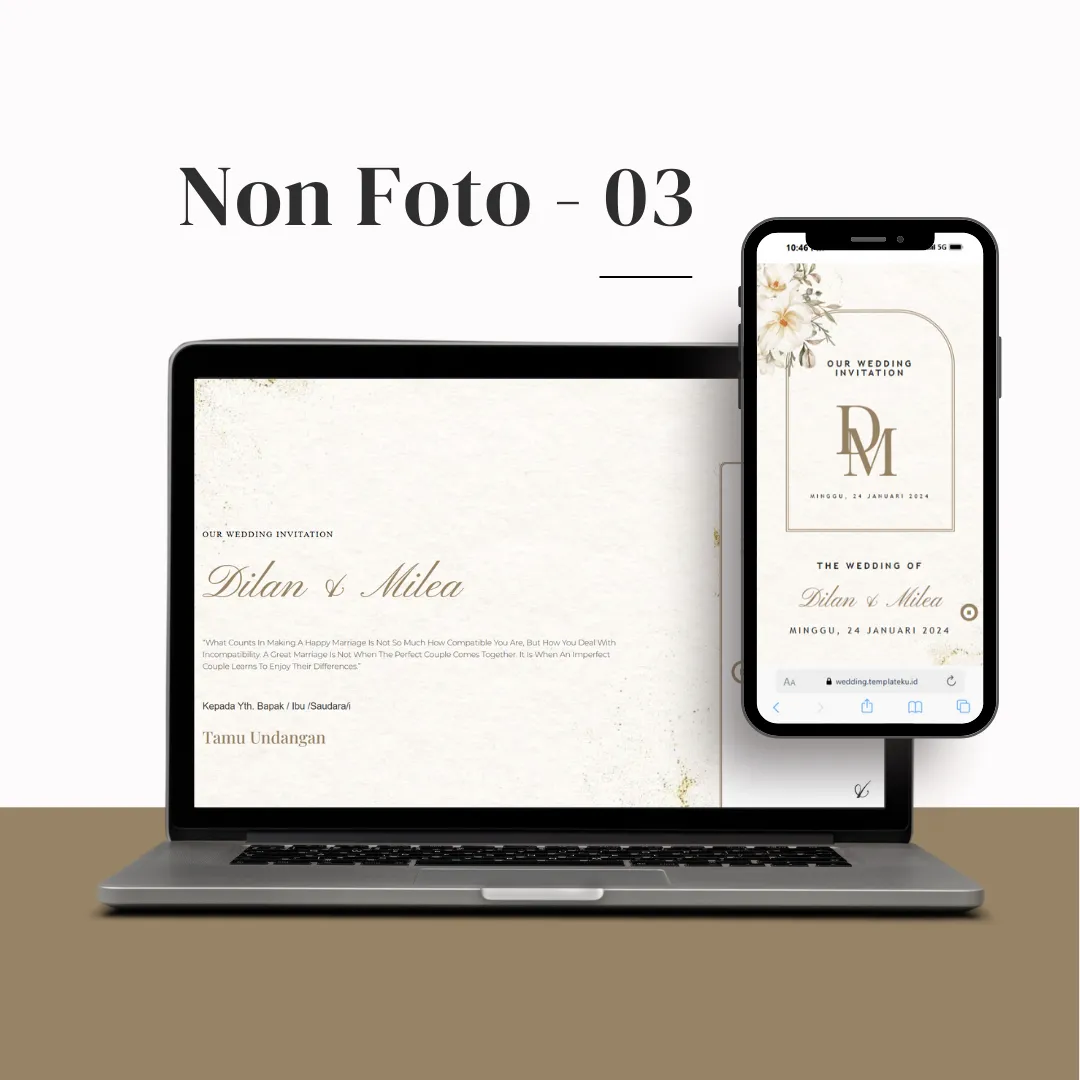 Non Foto - 03
OUR WEDDING INVITATION
Dilan & Milea
"What Counts In Making A Happy Marriage Is Not So Much How Compatible You Are, But How You Deal With
Incompatibility. A Great Marriage Is Not When The Perfect Couple Comes Together. It Is When An Imperfect
Couple Learns To Enjoy Their Differences."
Kepada Yth. Bapak / Ibu /Saudara/i
Tamu Undangan
&
10:46
5G
OUR WEDDING
INVITATION
DM
MINGGU, 24 JANUARI 2024
THE WEDDING OF
Dilan & Milea
MINGGU, 24 JANUARI 2024
AA
wedding.templateku.id